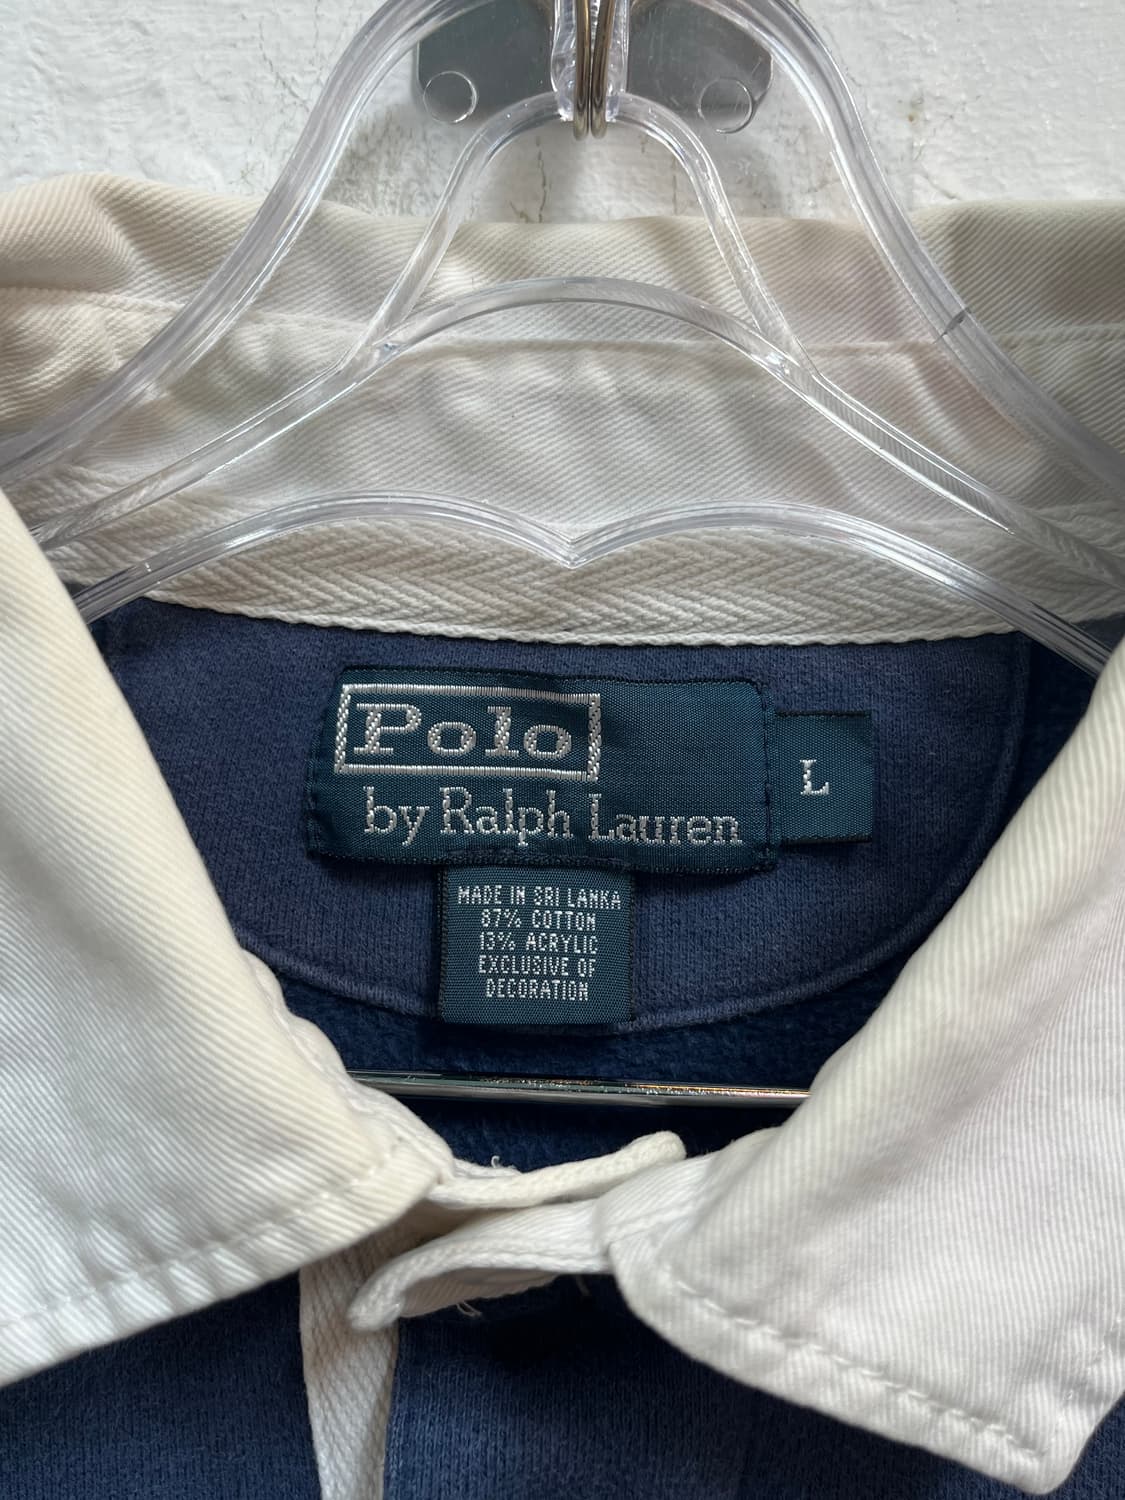 Polo
by Ralph Lauren
L
MADE IN SRI LANKA
87% COTTON
13% ACRYLIC
EXCLUSIVE OF
DECORATION